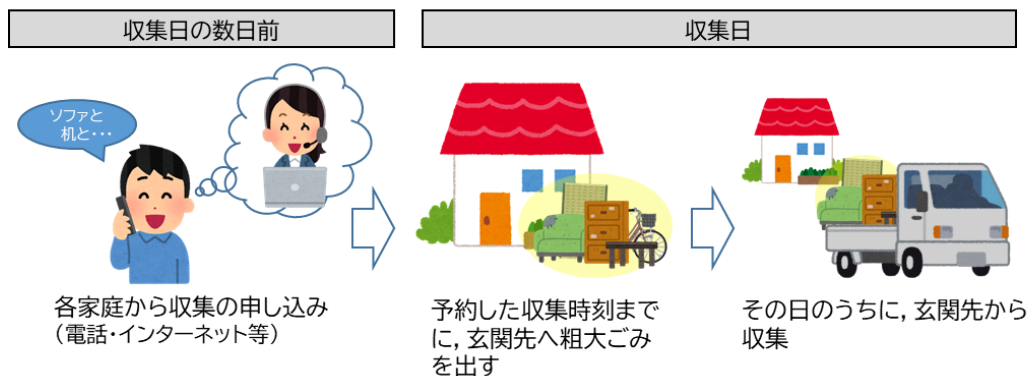 収集日の数日前
収集日
ソファと
机と・・・
各家庭から収集の申し込み
（電話・インターネット等）
予約した収集時刻まで
に，玄関先へ粗大ごみ
を出す
その日のうちに，玄関先から
収集